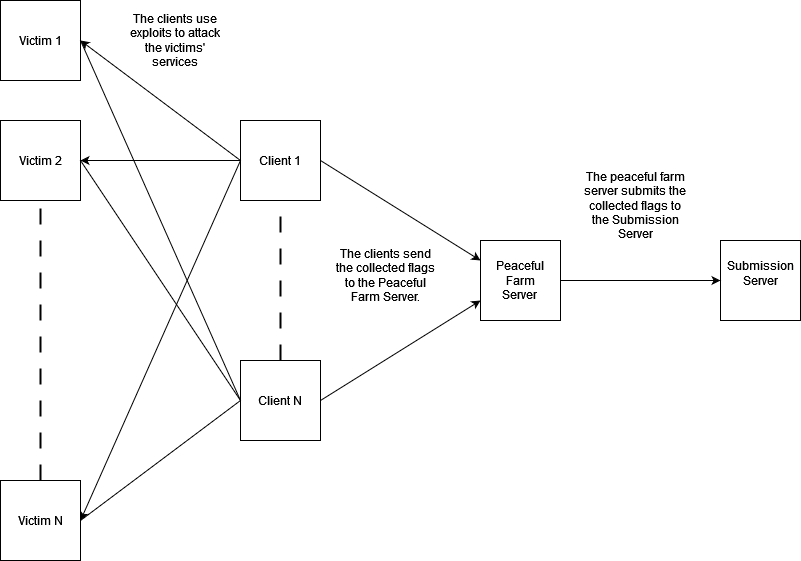 Victim 1
The clients use
exploits to attack
the victims'
services
Victim 2
Client 1
The peaceful farm
server submits the
collected flags to
the Submission
Server
The clients send
the collected flags
to the Peaceful
Farm Server.
Peaceful
Farm
Server
Submission
Server
Client N
Victim N